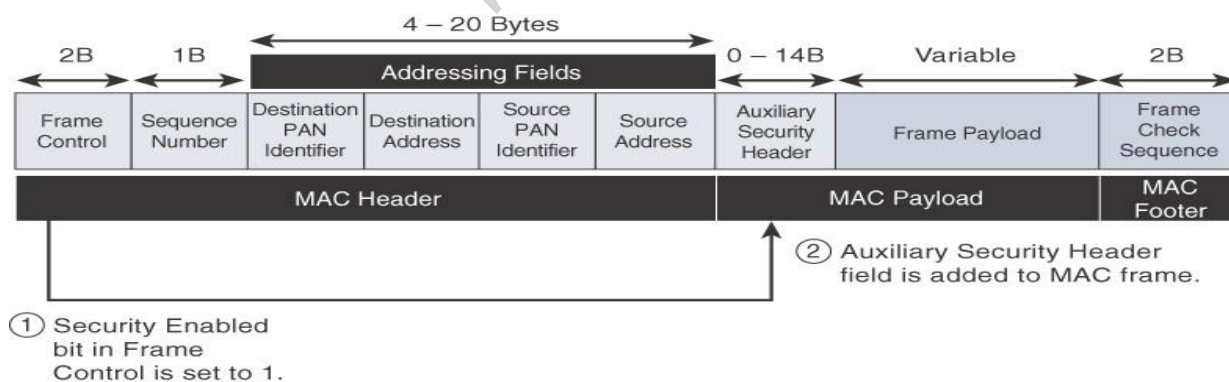 4 – 20 Bytes
2B 1B 0 – 14B Variable 2B
Addressing Fields
Frame Control
Sequence Number
Destination PAN Identifier
Destination Address
Source PAN Identifier
Source Address
Auxiliary Security Header
Frame Payload
Frame Check Sequence
MAC Header
MAC Payload
MAC Footer
② Auxiliary Security Header
field is added to MAC frame.
① Security Enabled
bit in Frame
Control is set to 1.